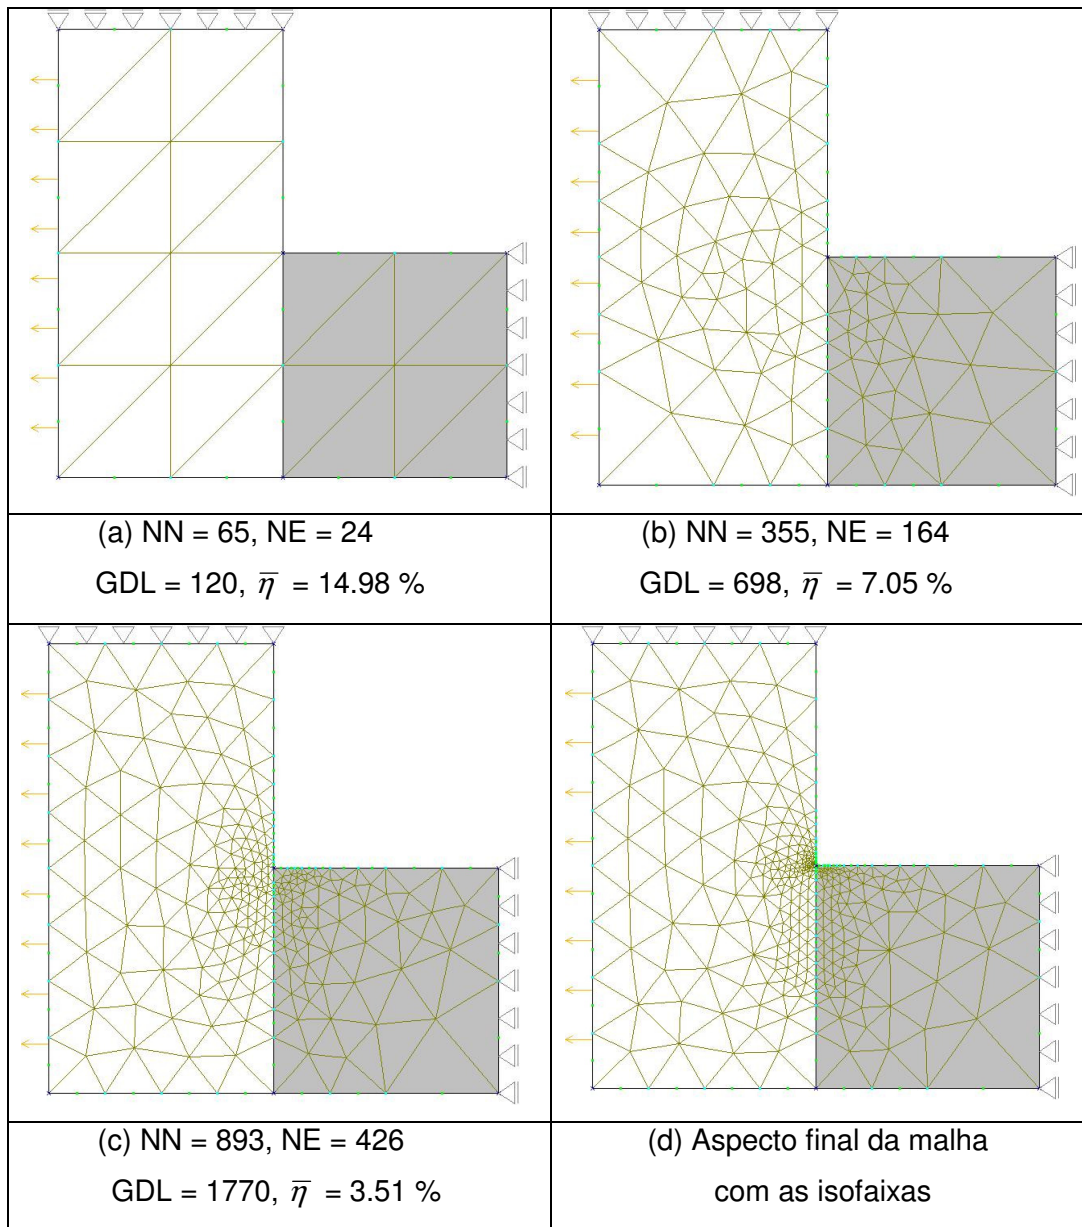 (a) NN = 65, NE = 24
GDL = 120, η̅ = 14.98 %
(b) NN = 355, NE = 164
GDL = 698, η̅ = 7.05 %
(c) NN = 893, NE = 426
GDL = 1770, η̅ = 3.51 %
(d) Aspecto final da malha
com as isofaixas